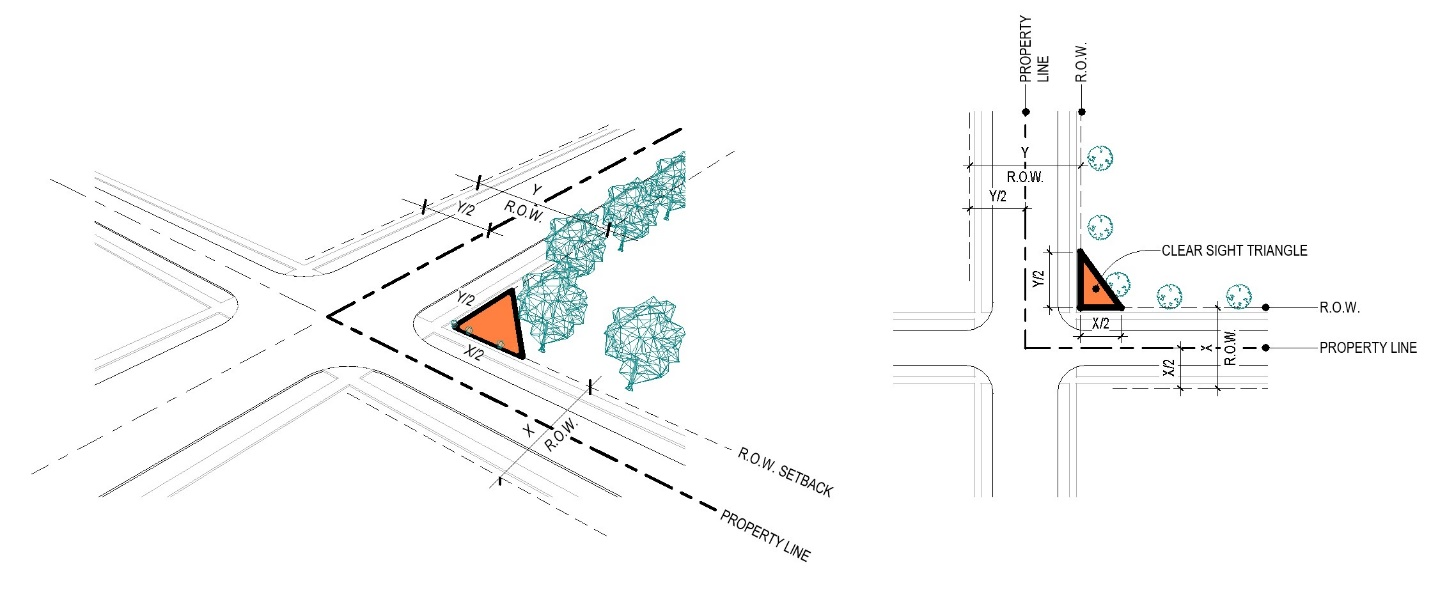 Y
R.O.W.
Y/2
Y/2
X/2
X
R.O.W.
R.O.W. SETBACK
PROPERTY LINE
PROPERTY
LINE
R.O.W.
Y
R.O.W.
Y/2
CLEAR SIGHT TRIANGLE
Y/2
X/2
R.O.W.
X
R.O.W.
X/2
PROPERTY LINE